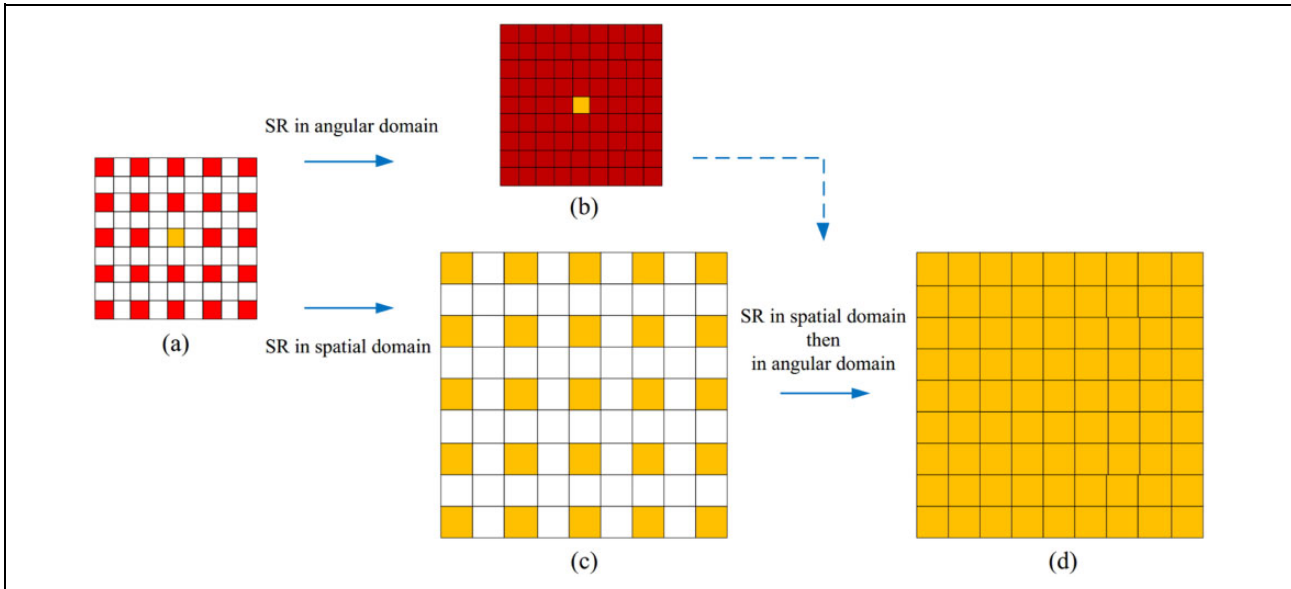 SR in angular domain
(b)
(a)
SR in spatial domain
(c)
SR in spatial domain
then
in angular domain
(d)